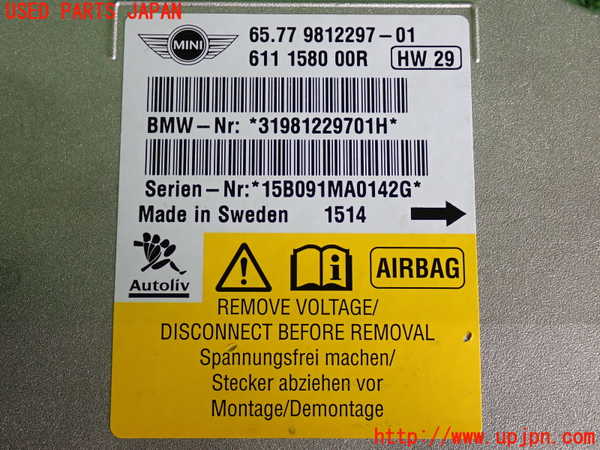 USED PARTS JAPAN
MINI
65.77 9812297-01
611 1580 00R
HW 29
BMW-Nr: *31981229701H*
Serien-Nr:*15B091MA0142G*
Made in Sweden 1514
Autoliv
AIRBAG
REMOVE VOLTAGE/
DISCONNECT BEFORE REMOVAL
Spannungsfrei machen/
Stecker abziehen vor
Montage/Demontage
http://www.upjpn.com/